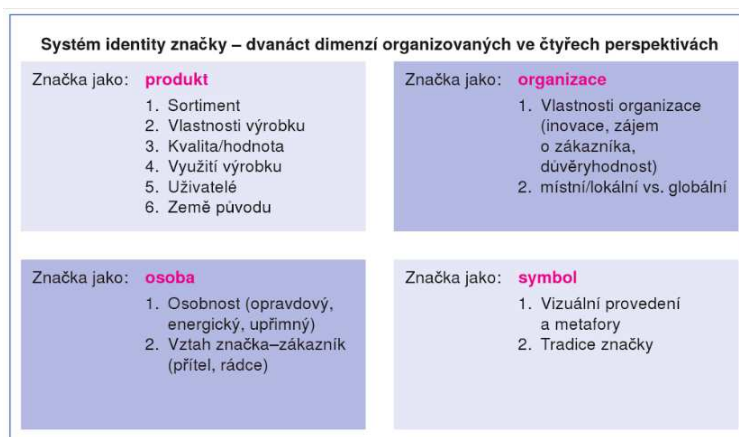 Systém identity značky – dvanáct dimenzí organizovaných ve čtyřech perspektivách
Značka jako: produkt
1. Sortiment
2. Vlastnosti výrobku
3. Kvalita/hodnota
4. Využití výrobku
5. Uživatelé
6. Země původu
Značka jako: organizace
1. Vlastnosti organizace
(inovace, zájem
o zákazníka,
důvěryhodnost)
2. místní/lokální vs. globální
Značka jako: osoba
1. Osobnost (opravdový,
energický, upřimný)
2. Vztah značka–zákazník
(přítel, rádce)
Značka jako: symbol
1. Vizuální provedení
a metafory
2. Tradice značky